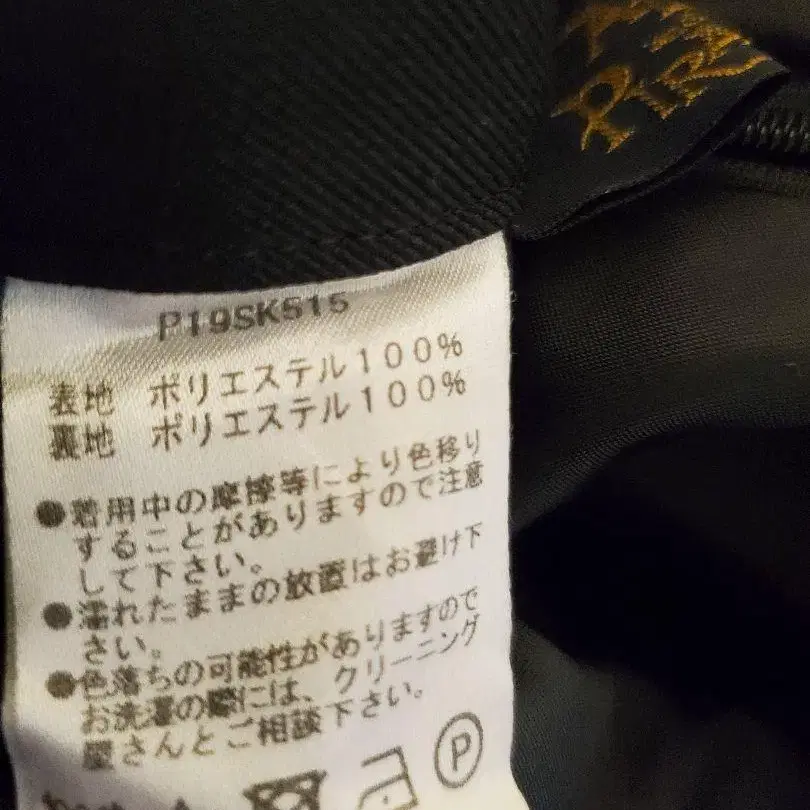 P19SK515
表地 ポリエステル100%
裏地 ポリエステル100%
●着用中の摩擦等により色移り
することがありますので注意
して下さい。
●濡れたままの放置はお避け下
さい。
●色落ちの可能性がありますので
お洗濯の際には、クリーニング
屋さんとご相談下さい。
P